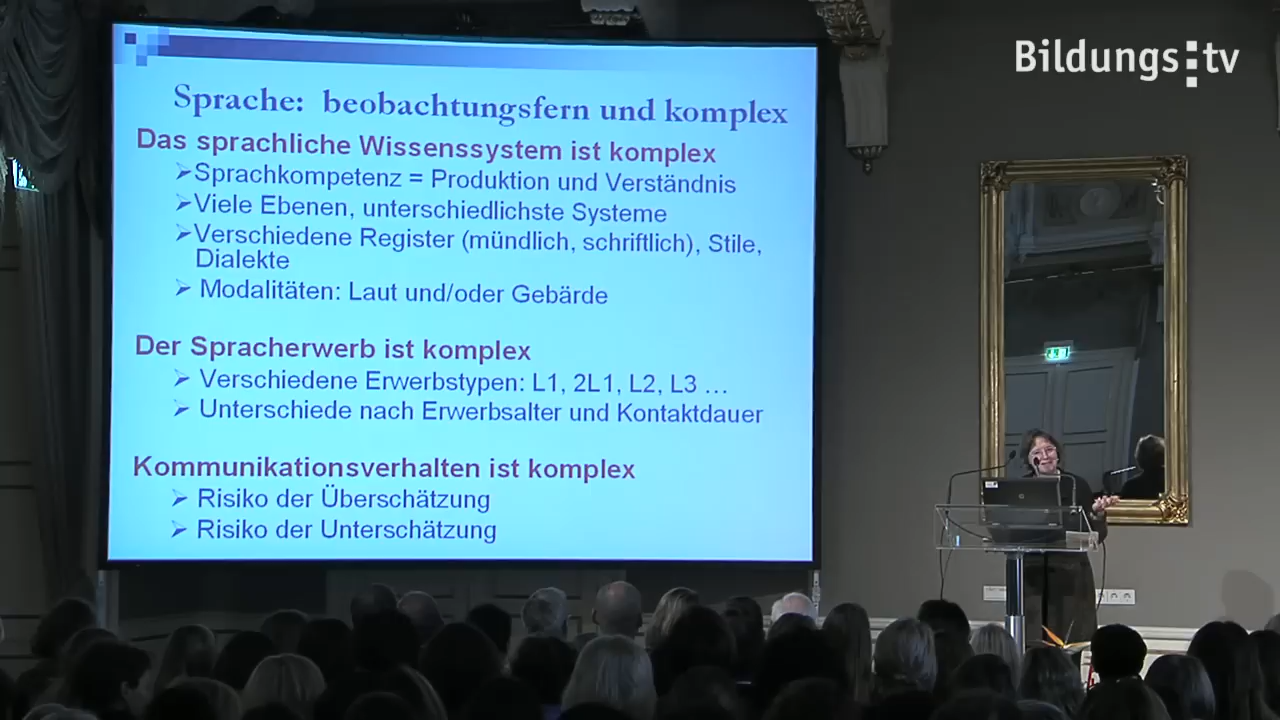 Bildungs:tv
Sprache: beobachtungsfern und komplex
Das sprachliche Wissenssystem ist komplex
➢Sprachkompetenz = Produktion und Verständnis
➢Viele Ebenen, unterschiedlichste Systeme
➢Verschiedene Register (mündlich, schriftlich), Stile,
Dialekte
➢ Modalitäten: Laut und/oder Gebärde
Der Spracherwerb ist komplex
➢ Verschiedene Erwerbstypen: L1, 2L1, L2, L3 …
➢ Unterschiede nach Erwerbsalter und Kontaktdauer
Kommunikationsverhalten ist komplex
➢ Risiko der Überschätzung
➢ Risiko der Unterschätzung